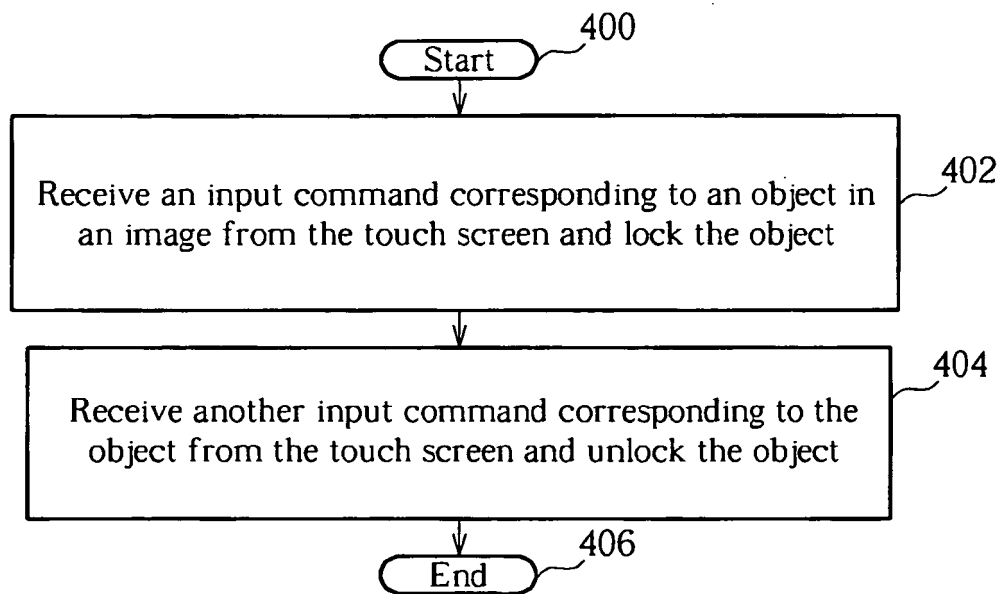 400
Start
402
Receive an input command corresponding to an object in
an image from the touch screen and lock the object
404
Receive another input command corresponding to the
object from the touch screen and unlock the object
406
End